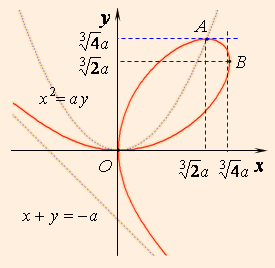 y
A
∛4a
∛2a
B
x² = ay
O
∛2a ∛4a x
x + y = −a